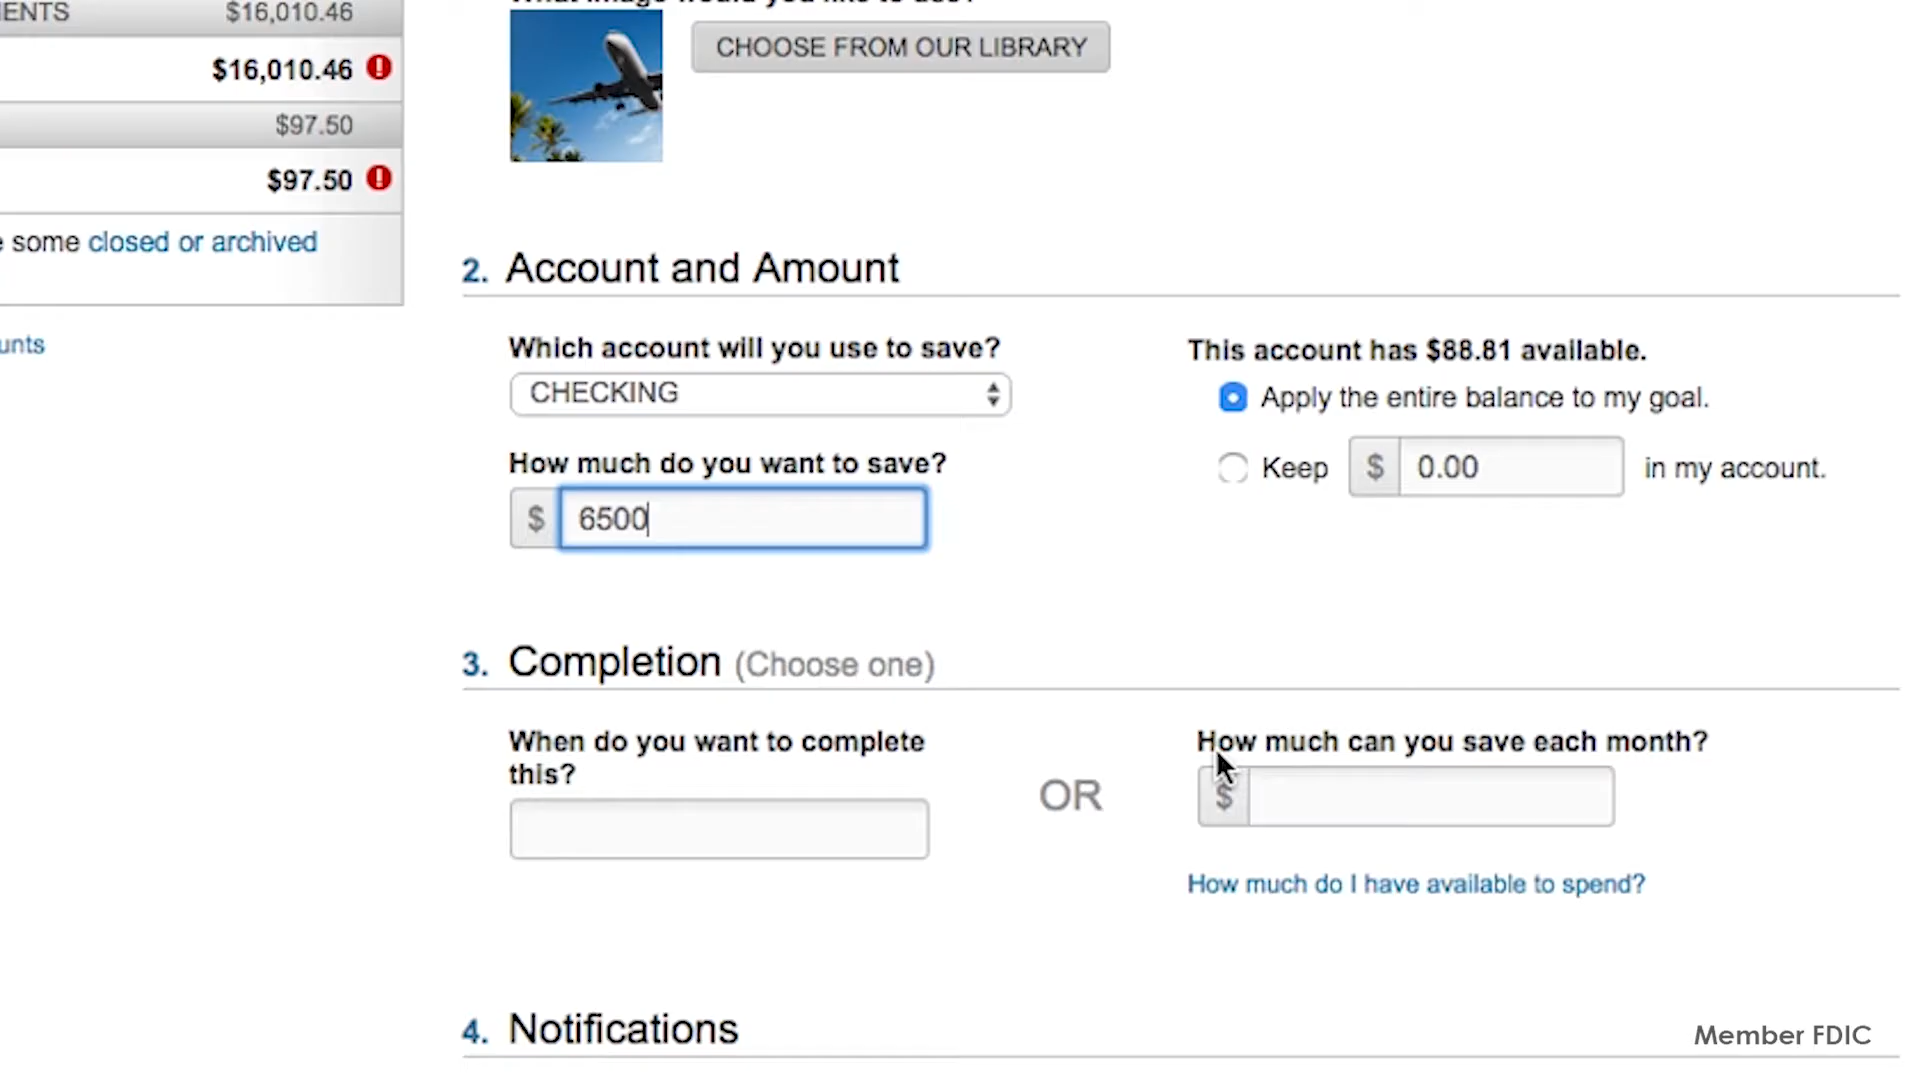 $16,010.46
$16,010.46
$97.50
$97.50
some closed or archived
CHOOSE FROM OUR LIBRARY
2. Account and Amount
Which account will you use to save?
CHECKING
How much do you want to save?
$ 6500
This account has $88.81 available.
Apply the entire balance to my goal.
Keep $ 0.00 in my account.
3. Completion (Choose one)
When do you want to complete
this?
OR
How much can you save each month?
$
How much do I have available to spend?
4. Notifications
Member FDIC